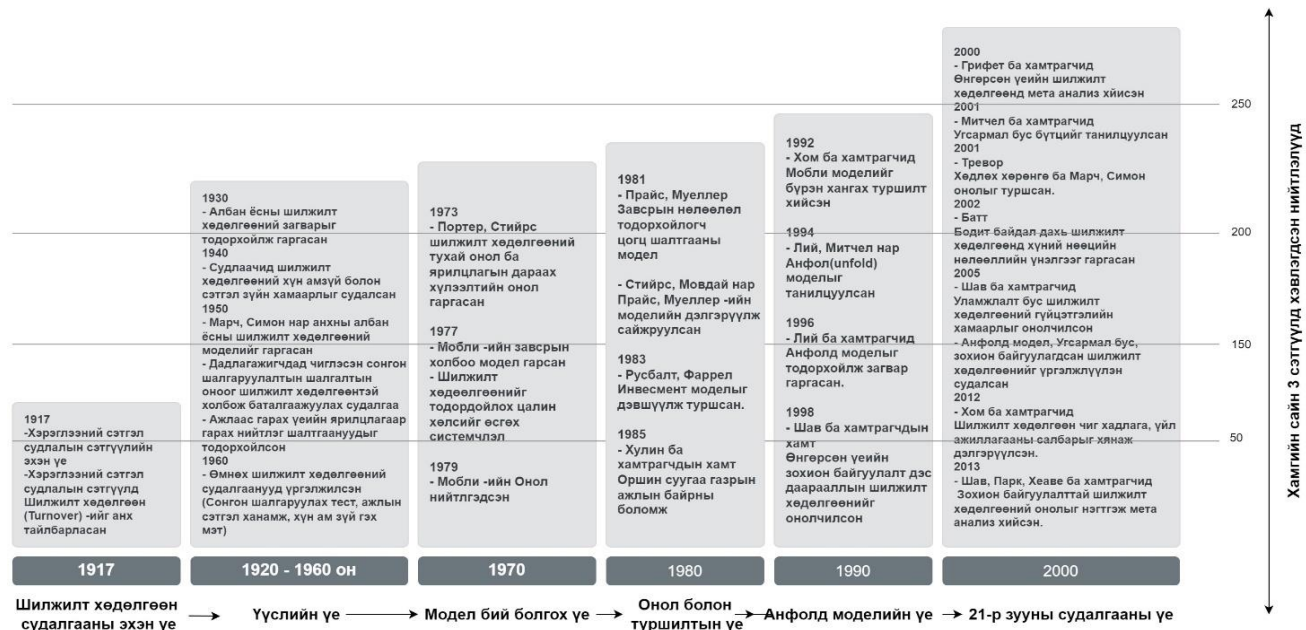 1917
-Хэрэглээний сэтгэл
судлалын сэтгүүлийн
эхэн үе
-Хэрэглээний сэтгэл
судлалын сэтгүүлд
Шилжилт хөдөлгөөн
(Turnover) -ийг анх
тайлбарласан
1930
- Албан ёсны шилжилт
хөдөлгөөний загварыг
тодорхойлж гаргасан
1940
- Судлаачид шилжилт
хөдөлгөөний хүн амзүй болон
сэтгэл зүйн хамаарлыг судалсан
1950
- Марч, Симон нар анхны албан
ёсны шилжилт хөдөлгөөний
моделийг гаргасан
- Дадлагажигчдад чиглэсэн сонгон
шалгаруулалтын шалгалтын
оноог шилжилт хөдөлгөөнтэй
холбож баталгаажуулах судалгаа
- Ажлаас гарах үеийн ярилцлагаар
гарах нийтлэг шалтгаануудыг
тодорхойлсон
1960
- Өмнөх шилжилт хөдөлгөөний
судалгаанууд үргэлжилсэн
(Сонгон шалгаруулах тест, ажлын
сэтгэл ханамж, хүн ам зүй гэх
мэт)
1973
- Портер, Стийрс
шилжилт хөдөлгөөний
тухай онол ба
ярилцлагын дараах
хүлээлтийн онол
гаргасан
1977
- Мобли -ийн завсрын
холбоо модел гарсан
- Шилжилт
хөдөөлгөөнийг
тодордойлох цалин
хөлсийг өсгөх
системчлэл
1979
- Мобли -ийн Онол
нийтлэгдсэн
1981
- Прайс, Муеллер
Завсрын нөлөөлөл
тодорхойлогч
цогц шалтгааны
модел
- Стийрс, Мовдай нар
Прайс, Муеллер -ийн
моделийн дэлгэрүүлж
сайжруулсан
1983
- Русбалт, Фаррел
Инвесмент моделыг
дэвшүүлж туршсан.
1985
- Хулин ба
хамтрагчдын хамт
Оршин суугаа газрын
ажлын байрны
боломж
1992
- Хом ба хамтрагчид
Мобли моделийг
бүрэн хангах туршилт
хийсэн
1994
- Лий, Митчел нар
Анфол(unfold)
моделыг
танилцуулсан
1996
- Лий ба хамтрагчид
Анфолд моделыг
тодорхойлж загвар
гаргасан.
1998
- Шав ба хамтрагчдын
хамт
Өнгөрсөн үеийн
зохион байгуулалт дэс
даарааллын шилжилт
хөдөлгөөнийг
онолчилсон
2000
- Грифет ба хамтрагчид
Өнгөрсөн үеийн шилжилт
хөдөлгөөнд мета анализ хйисэн
2001
- Митчел ба хамтрагчид
Угсармал бус бүтцийг танилцуулсан
2001
- Тревор
Хөдлөх хөрөнгө ба Марч, Симон
онолыг туршсан.
2002
- Батт
Бодит байдал дахь шилжилт
хөдөлгөөнд хүний нөөцийн
нөлөөллийн үнэлгээг гаргасан
2005
- Шав ба хамтрагчид
Уламжлалт бус шилжилт
хөдөлгөөний гүйцэтгэлийн
хамаарлыг онолчилсон
- Анфолд модел, Угсармал бус,
зохион байгуулагдсан шилжилт
хөдөлгөөнийг үргэлжлүүлэн
судалсан
2012
- Хом ба хамтрагчид
Шилжилт хөдөлгөөн чиг хадлага, үйл
ажиллагааны салбарыг хянаж
дэлгэрүүлсэн.
2013
- Шав, Парк, Хеаве ба хамтрагчид
Зохион байгуулалттай шилжилт
хөдөлгөөний онолыг нэгтгэж мета
анализ хийсэн.
250
200
150
50
Хамгийн сайн 3 сэтгүүлд хэвлэгдсэн нийтлэлүүд
1917
1920 - 1960 он
1970
1980
1990
2000
Шилжилт хөдөлгөөн
судалгааны эхэн үе
Үүслийн үе
Модел бий болгох үе
Онол болон
туршилтын үе
Анфолд моделийн үе
21-р зууны судалгааны үе